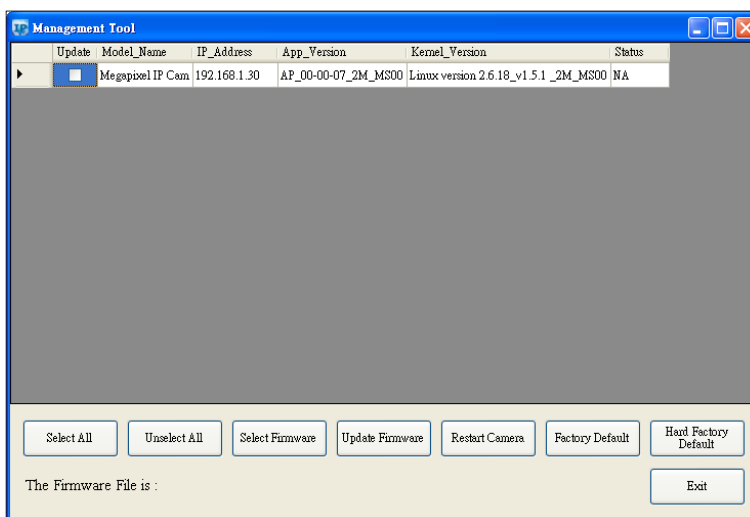 IP Management Tool
Update Model_Name IP_Address App_Version Kernel_Version Status
Megapixel IP Cam 192.168.1.30 AP_00-00-07_2M_MS00 Linux version 2.6.18_v1.5.1 _2M_MS00 NA
Select All Unselect All Select Firmware Update Firmware Restart Camera Factory Default Hard Factory Default
The Firmware File is :
Exit